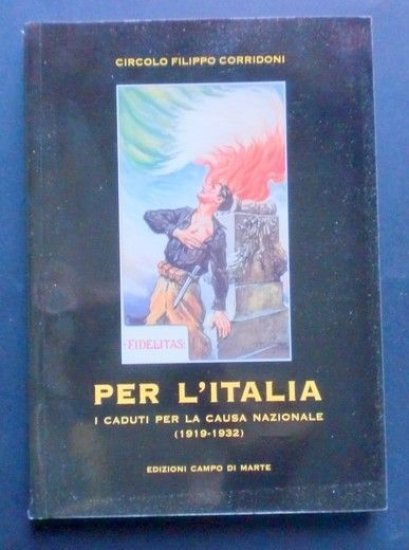 CIRCOLO FILIPPO CORRIDONI
FIDELITAS
PER L'ITALIA
I CADUTI PER LA CAUSA NAZIONALE
(1919-1932)
EDIZIONI CAMPO DI MARTE